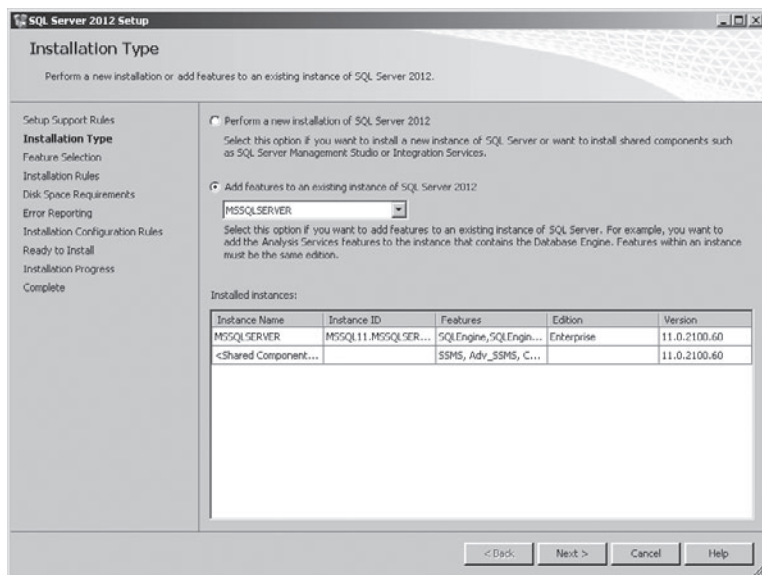 SQL Server 2012 Setup
Installation Type
Perform a new installation or add features to an existing instance of SQL Server 2012.
Setup Support Rules
Installation Type
Feature Selection
Installation Rules
Disk Space Requirements
Error Reporting
Installation Configuration Rules
Ready to Install
Installation Progress
Complete
Perform a new installation of SQL Server 2012
Select this option if you want to install a new instance of SQL Server or want to install shared components such
as SQL Server Management Studio or Integration Services.
Add features to an existing instance of SQL Server 2012
MSSQLSERVER
Select this option if you want to add features to an existing instance of SQL Server. For example, you want to
add the Analysis Services features to the instance that contains the Database Engine. Features within an instance
must be the same edition.
Installed instances:
Instance Name Instance ID Features Edition Version
MSSQLSERVER MSSQL11.MSSQLSER... SQLEngine,SQLEngin... Enterprise 11.0.2100.60
<Shared Component... SSMS, Adv_SSMS, C... 11.0.2100.60
< Back Next > Cancel Help